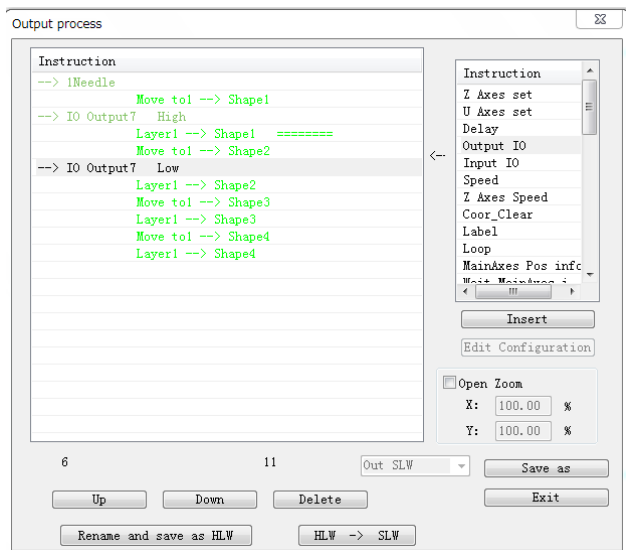 Output process
Instruction
--> 1Needle
Move to1 --> Shape1
--> IO Output7 High
Layer1 --> Shape1 ========
Move to1 --> Shape2
--> IO Output7 Low
Layer1 --> Shape2
Move to1 --> Shape3
Layer1 --> Shape3
Move to1 --> Shape4
Layer1 --> Shape4
<--
Instruction
Z Axes set
U Axes set
Delay
Output IO
Input IO
Speed
Z Axes Speed
Coor_Clear
Label
Loop
MainAxes Pos info
Insert
Edit Configuration
Open Zoom
X: 100.00 %
Y: 100.00 %
6 11 Out SLW
Save as
Up Down Delete Exit
Rename and save as HLW HLW -> SLW